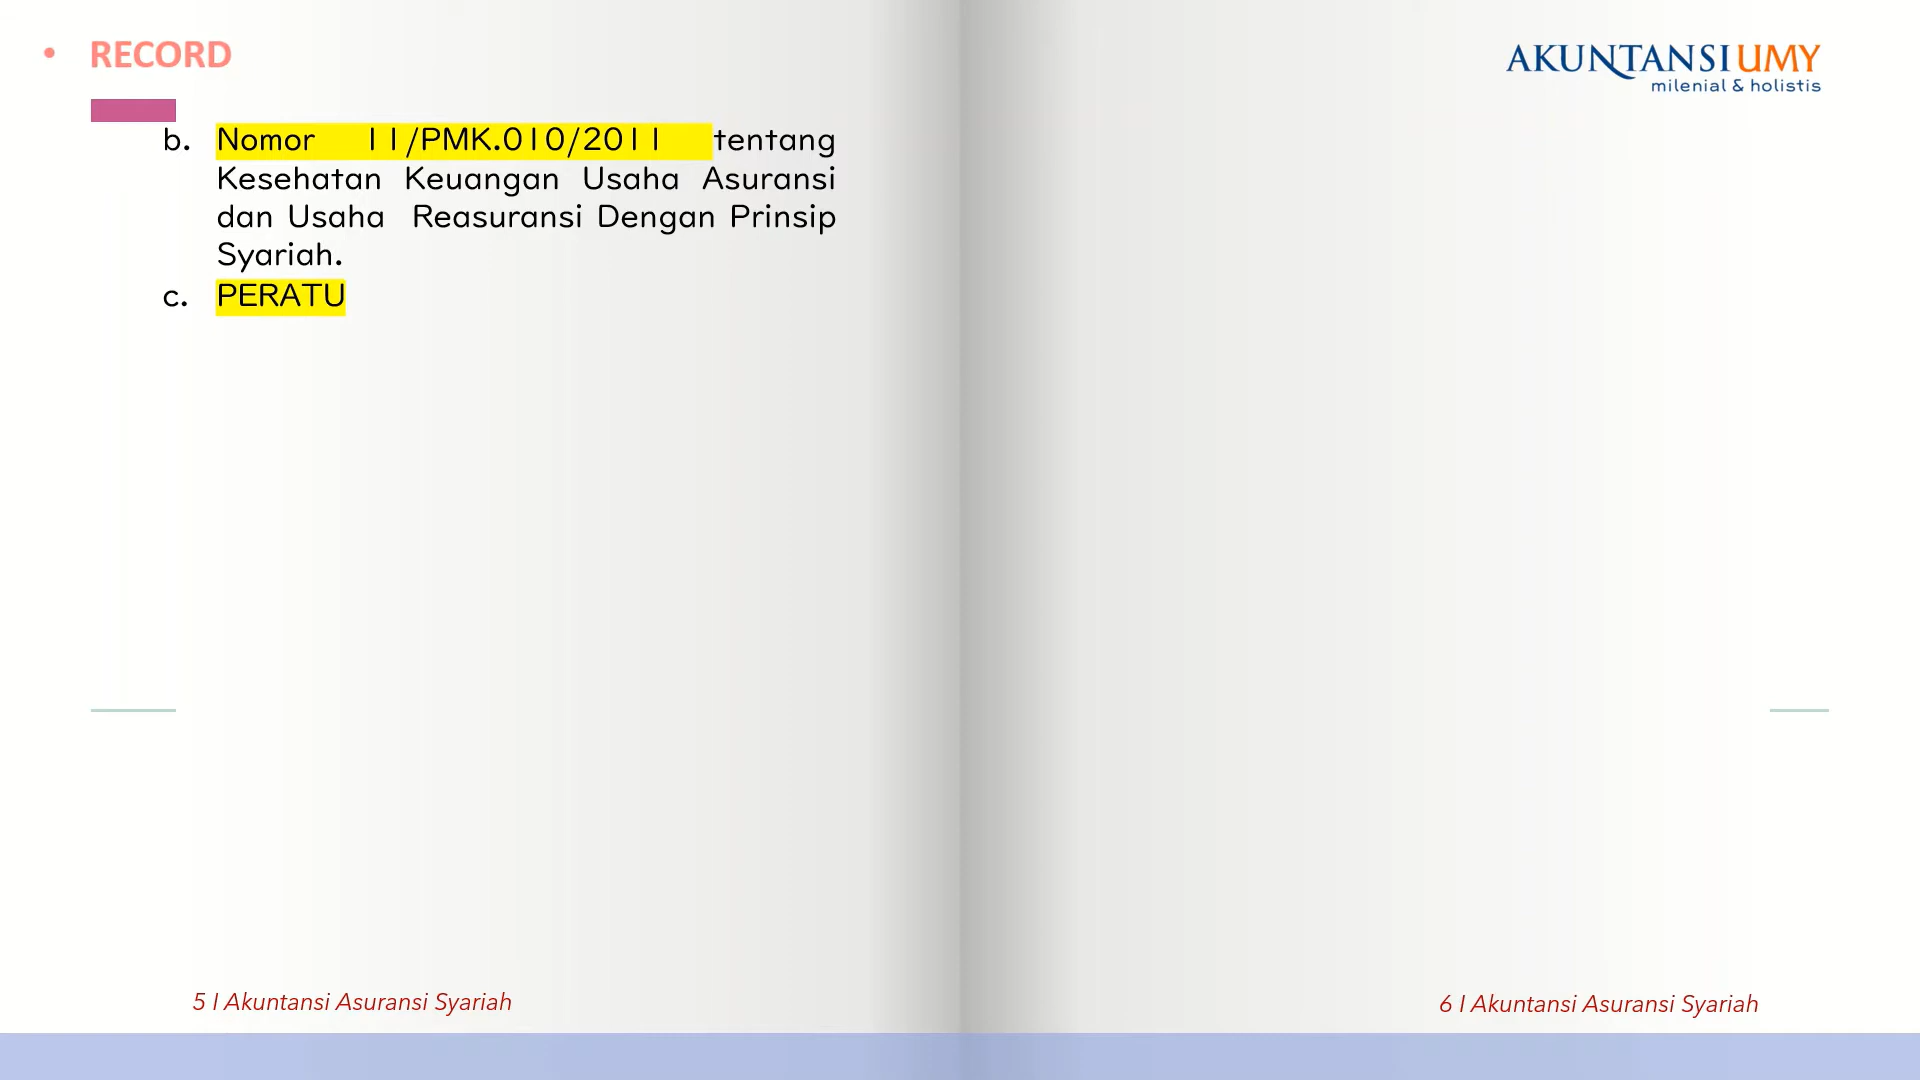 • RECORD
AKUNTANSI UMY
milenial & holistis
b. Nomor 11/PMK.010/2011 tentang
Kesehatan Keuangan Usaha Asuransi
dan Usaha Reasuransi Dengan Prinsip
Syariah.
c. PERATU
5 I Akuntansi Asuransi Syariah
6 I Akuntansi Asuransi Syariah